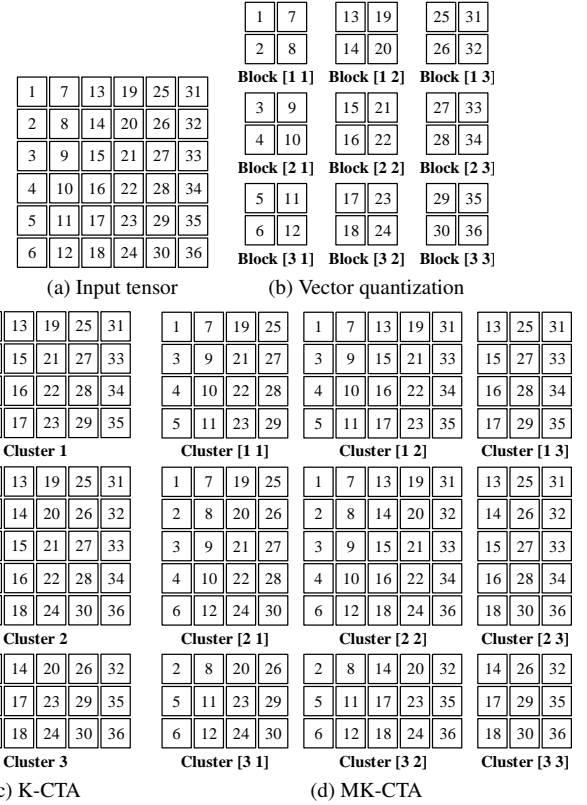 1 7 13 19 25 31
2 8 14 20 26 32
3 9 15 21 27 33
4 10 16 22 28 34
5 11 17 23 29 35
6 12 18 24 30 36
(a) Input tensor
1 7 13 19 25 31
2 8 14 20 26 32
Block [1 1] Block [1 2] Block [1 3]
3 9 15 21 27 33
4 10 16 22 28 34
Block [2 1] Block [2 2] Block [2 3]
5 11 17 23 29 35
6 12 18 24 30 36
Block [3 1] Block [3 2] Block [3 3]
(b) Vector quantization
13 19 25 31
15 21 27 33
16 22 28 34
17 23 29 35
Cluster 1
13 19 25 31
14 20 26 32
15 21 27 33
16 22 28 34
18 24 30 36
Cluster 2
14 20 26 32
17 23 29 35
18 24 30 36
Cluster 3
c) K-CTA
1 7 19 25 1 7 13 19 31 13 25 31
3 9 21 27 3 9 15 21 33 15 27 33
4 10 22 28 4 10 16 22 34 16 28 34
5 11 23 29 5 11 17 23 35 17 29 35
Cluster [1 1] Cluster [1 2] Cluster [1 3]
1 7 19 25 1 7 13 19 31 13 25 31
2 8 20 26 2 8 14 20 32 14 26 32
3 9 21 27 3 9 15 21 33 15 27 33
4 10 22 28 4 10 16 22 34 16 28 34
6 12 24 30 6 12 18 24 36 18 30 36
Cluster [2 1] Cluster [2 2] Cluster [2 3]
2 8 20 26 2 8 14 20 32 14 26 32
5 11 23 29 5 11 17 23 35 17 29 35
6 12 24 30 6 12 18 24 36 18 30 36
Cluster [3 1] Cluster [3 2] Cluster [3 3]
(d) MK-CTA